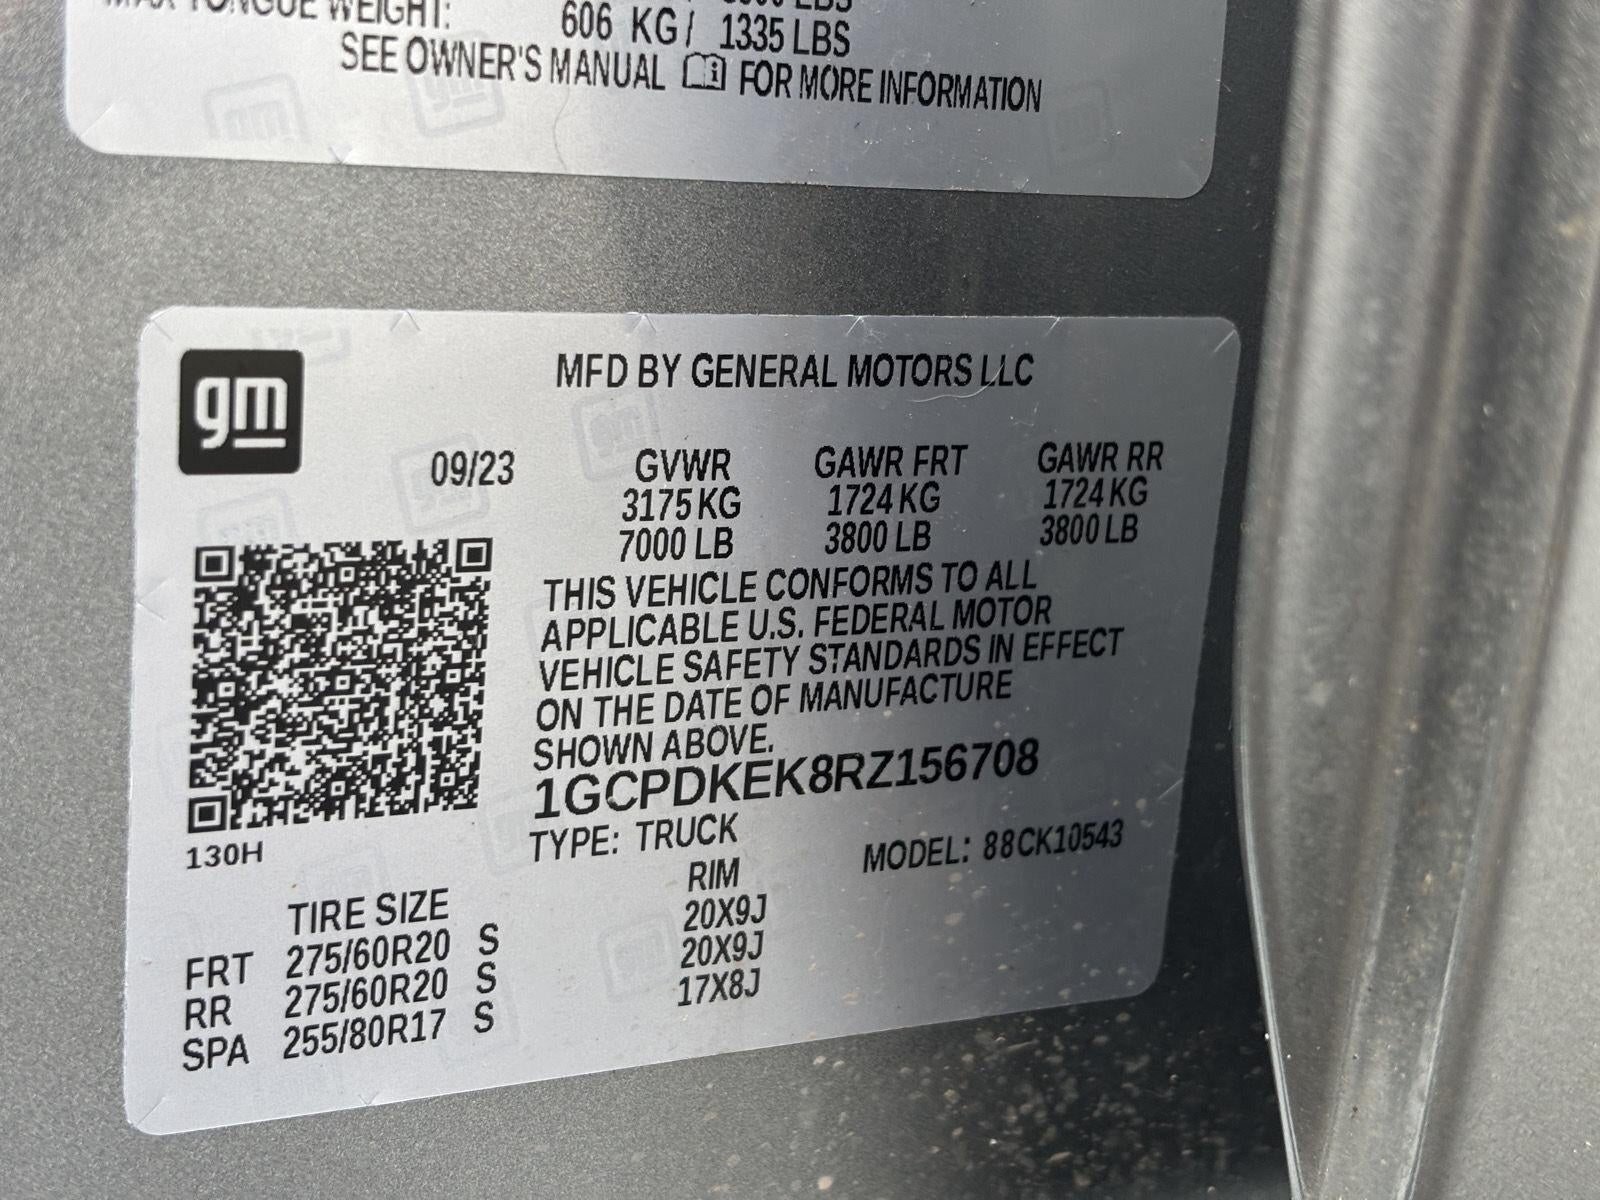 MAX TONGUE WEIGHT: 606 KG / 1335 LBS
SEE OWNER'S MANUAL FOR MORE INFORMATION
gm
MFD BY GENERAL MOTORS LLC
09/23 GVWR GAWR FRT GAWR RR
3175 KG 1724 KG 1724 KG
7000 LB 3800 LB 3800 LB
THIS VEHICLE CONFORMS TO ALL
APPLICABLE U.S. FEDERAL MOTOR
VEHICLE SAFETY STANDARDS IN EFFECT
ON THE DATE OF MANUFACTURE
SHOWN ABOVE.
1GCPDKEK8RZ156708
130H
TYPE: TRUCK MODEL: 88CK10543
TIRE SIZE RIM
FRT 275/60R20 S 20X9J
RR 275/60R20 S 20X9J
SPA 255/80R17 S 17X8J